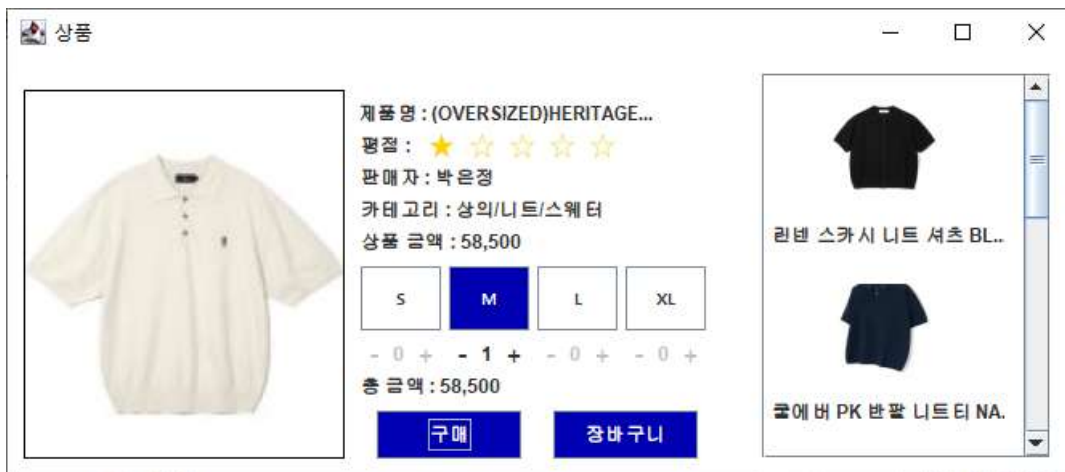 상품
제품명 : (OVERSIZED)HERITAGE...
평점 :
판매자 : 박은정
카테고리 : 상의/니트/스웨터
상품 금액 : 58,500
S M L XL
- 0 + - 1 + - 0 + - 0 +
총 금액 : 58,500
구매 장바구니
린넨 스카시 니트 셔츠 BL...
쿨에버 PK 반팔 니트티 NA.